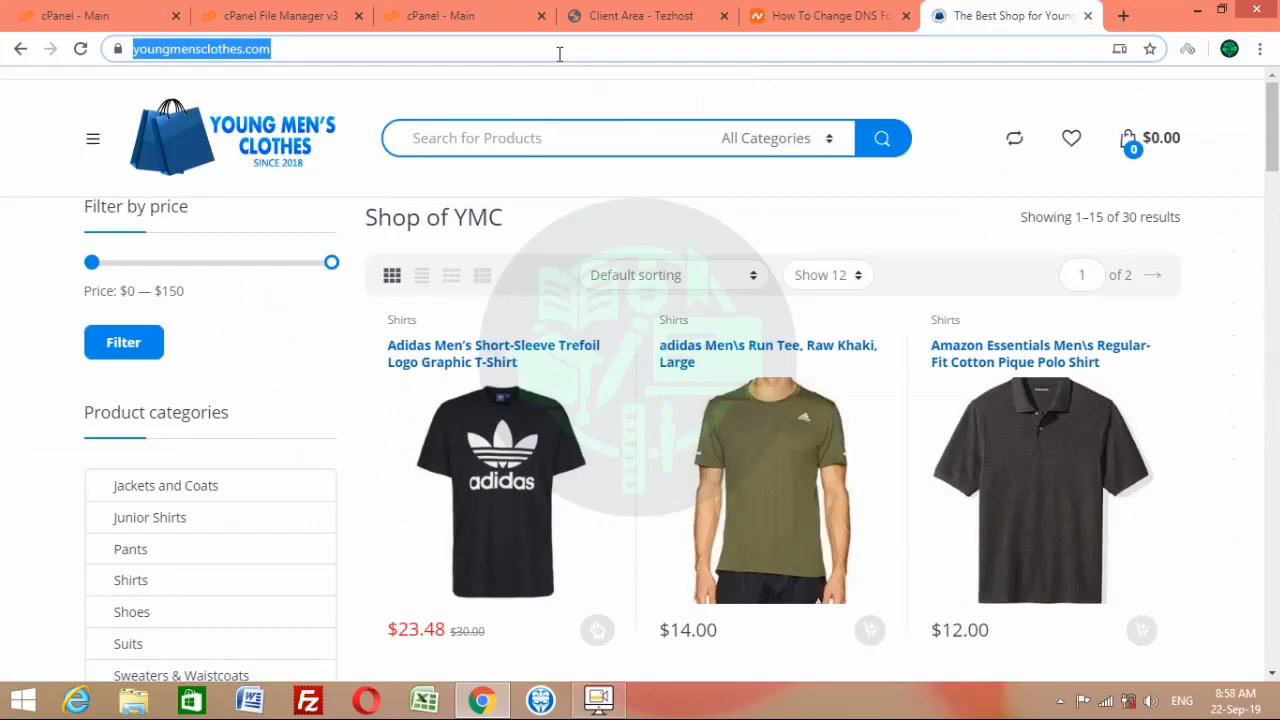 cPanel - Main
cPanel File Manager v3
cPanel - Main
Client Area - Tezhost
How To Change DNS Fo
The Best Shop for Young
youngmensclothes.com
YOUNG MEN'S
CLOTHES
SINCE 2018
Search for Products
All Categories
0
$0.00
Filter by price
Price: $0 — $150
Filter
Product categories
Jackets and Coats
Junior Shirts
Pants
Shirts
Shoes
Suits
Sweaters & Waistcoats
Shop of YMC
Showing 1–15 of 30 results
Default sorting
Show 12
1 of 2
Shirts
Adidas Men's Short-Sleeve Trefoil
Logo Graphic T-Shirt
adidas
$23.48 $30.00
Shirts
adidas Men\s Run Tee, Raw Khaki,
Large
$14.00
Shirts
Amazon Essentials Men\s Regular-
Fit Cotton Pique Polo Shirt
$12.00
ENG
8:58 AM
22-Sep-19